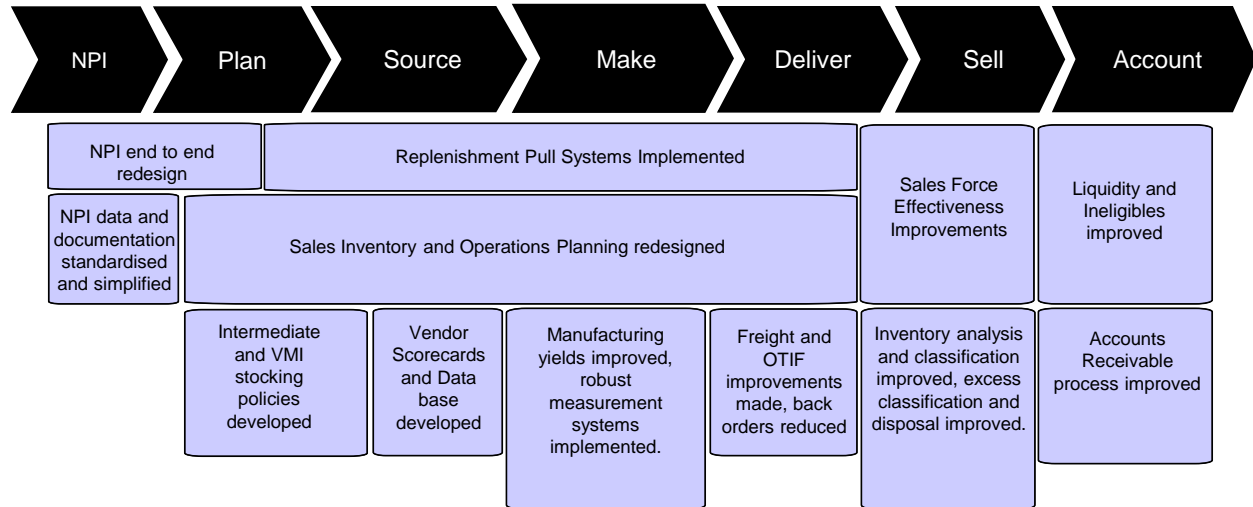 NPI
Plan
Source
Make
Deliver
Sell
Account
NPI end to end
redesign
Replenishment Pull Systems Implemented
Sales Force
Effectiveness
Improvements
Liquidity and
Ineligibles
improved
NPI data and
documentation
standardised
and simplified
Sales Inventory and Operations Planning redesigned
Intermediate
and VMI
stocking
policies
developed
Vendor
Scorecards
and Data
base
developed
Manufacturing
yields improved,
robust
measurement
systems
implemented.
Freight and
OTIF
improvements
made, back
orders reduced
Inventory analysis
and classification
improved, excess
classification and
disposal improved.
Accounts
Receivable
process improved